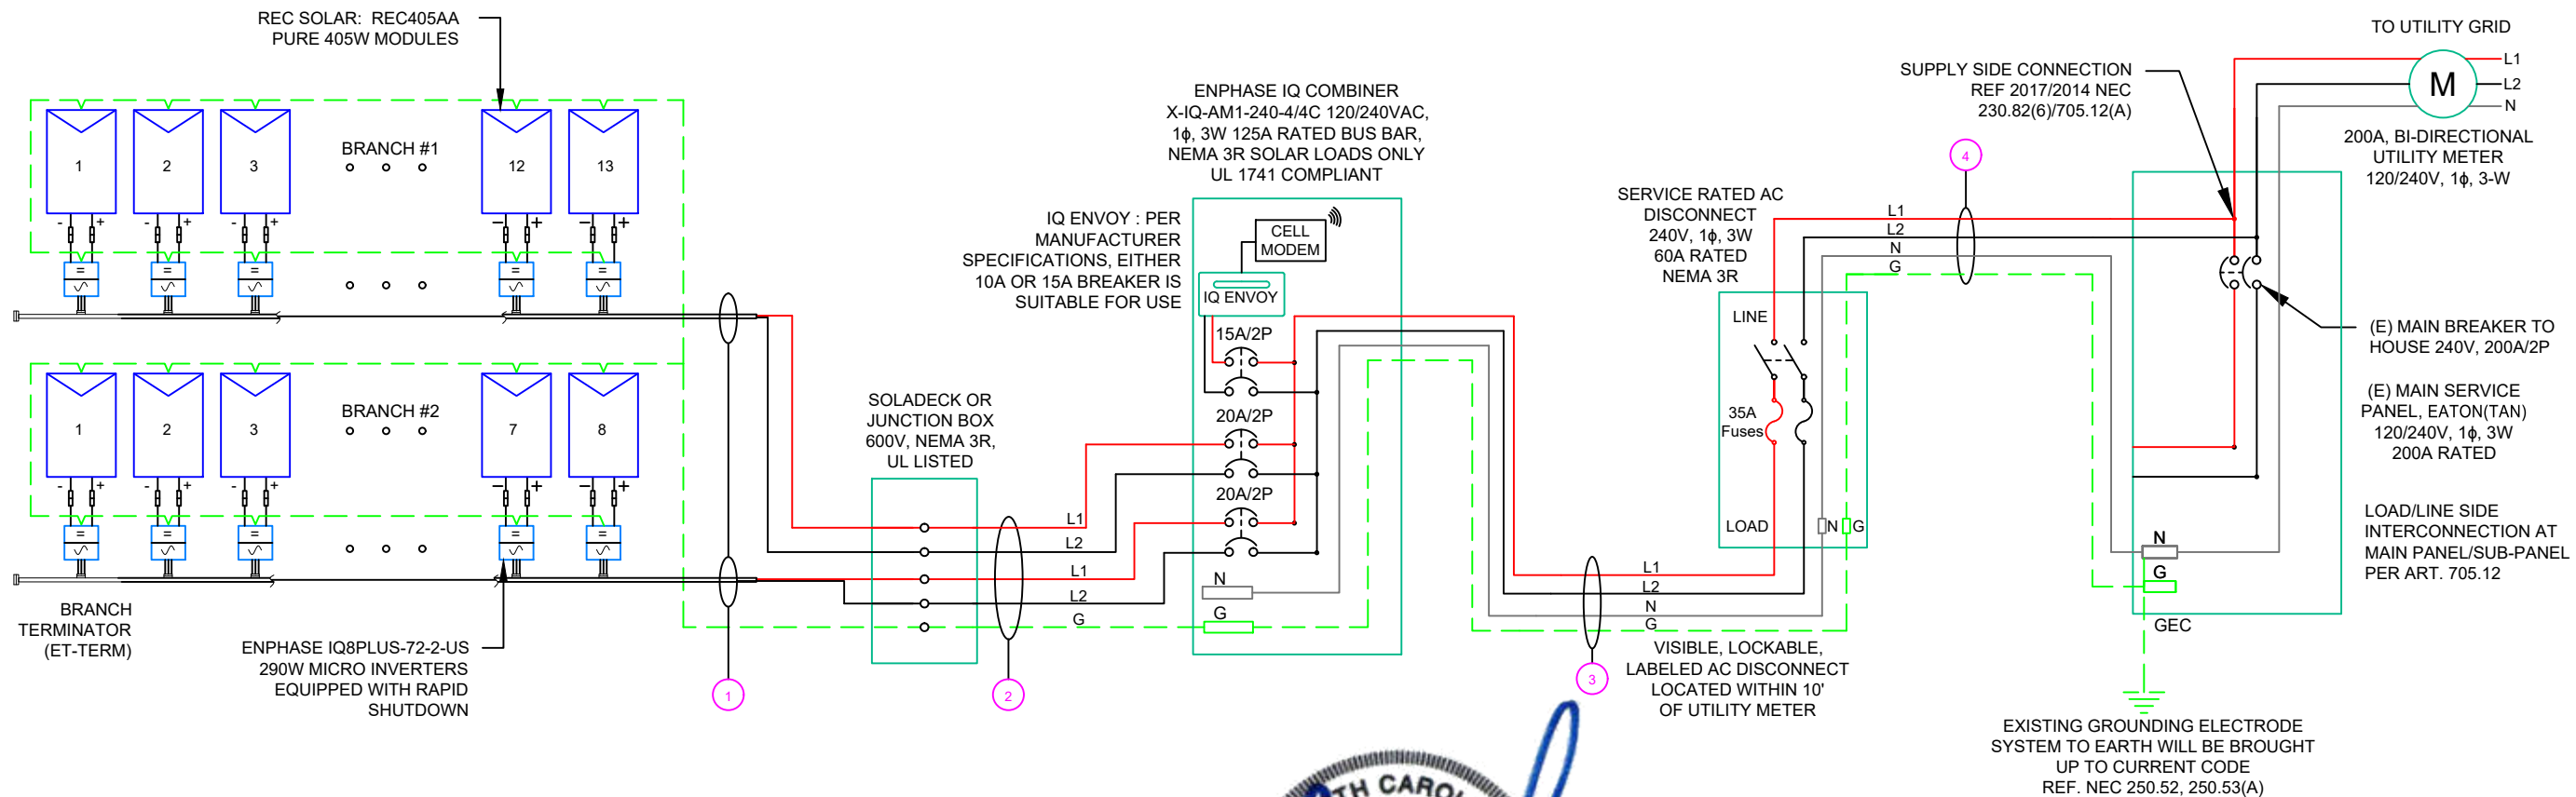 REC SOLAR: REC405AA
PURE 405W MODULES
1
2
3
BRANCH #1
12
13
- +
- +
- +
- +
- +
1
2
3
BRANCH #2
7
8
- +
- +
- +
- +
- +
BRANCH
TERMINATOR
(ET-TERM)
ENPHASE IQ8PLUS-72-2-US
290W MICRO INVERTERS
EQUIPPED WITH RAPID
SHUTDOWN
1
SOLADECK OR
JUNCTION BOX
600V, NEMA 3R,
UL LISTED
L1
L2
L1
L2
G
2
ENPHASE IQ COMBINER
X-IQ-AM1-240-4/4C 120/240VAC,
1ϕ, 3W 125A RATED BUS BAR,
NEMA 3R SOLAR LOADS ONLY
UL 1741 COMPLIANT
IQ ENVOY : PER
MANUFACTURER
SPECIFICATIONS, EITHER
10A OR 15A BREAKER IS
SUITABLE FOR USE
CELL
MODEM
IQ ENVOY
15A/2P
20A/2P
20A/2P
N
G
L1
L2
N
G
3
SERVICE RATED AC
DISCONNECT
240V, 1ϕ, 3W
60A RATED
NEMA 3R
LINE
35A
Fuses
LOAD
N
G
VISIBLE, LOCKABLE,
LABELED AC DISCONNECT
LOCATED WITHIN 10'
OF UTILITY METER
4
L1
L2
N
G
SUPPLY SIDE CONNECTION
REF 2017/2014 NEC
230.82(6)/705.12(A)
TO UTILITY GRID
L1
L2
N
M
200A, BI-DIRECTIONAL
UTILITY METER
120/240V, 1ϕ, 3-W
(E) MAIN BREAKER TO
HOUSE 240V, 200A/2P
(E) MAIN SERVICE
PANEL, EATON(TAN)
120/240V, 1ϕ, 3W
200A RATED
LOAD/LINE SIDE
INTERCONNECTION AT
MAIN PANEL/SUB-PANEL
PER ART. 705.12
N
G
GEC
EXISTING GROUNDING ELECTRODE
SYSTEM TO EARTH WILL BE BROUGHT
UP TO CURRENT CODE
REF. NEC 250.52, 250.53(A)